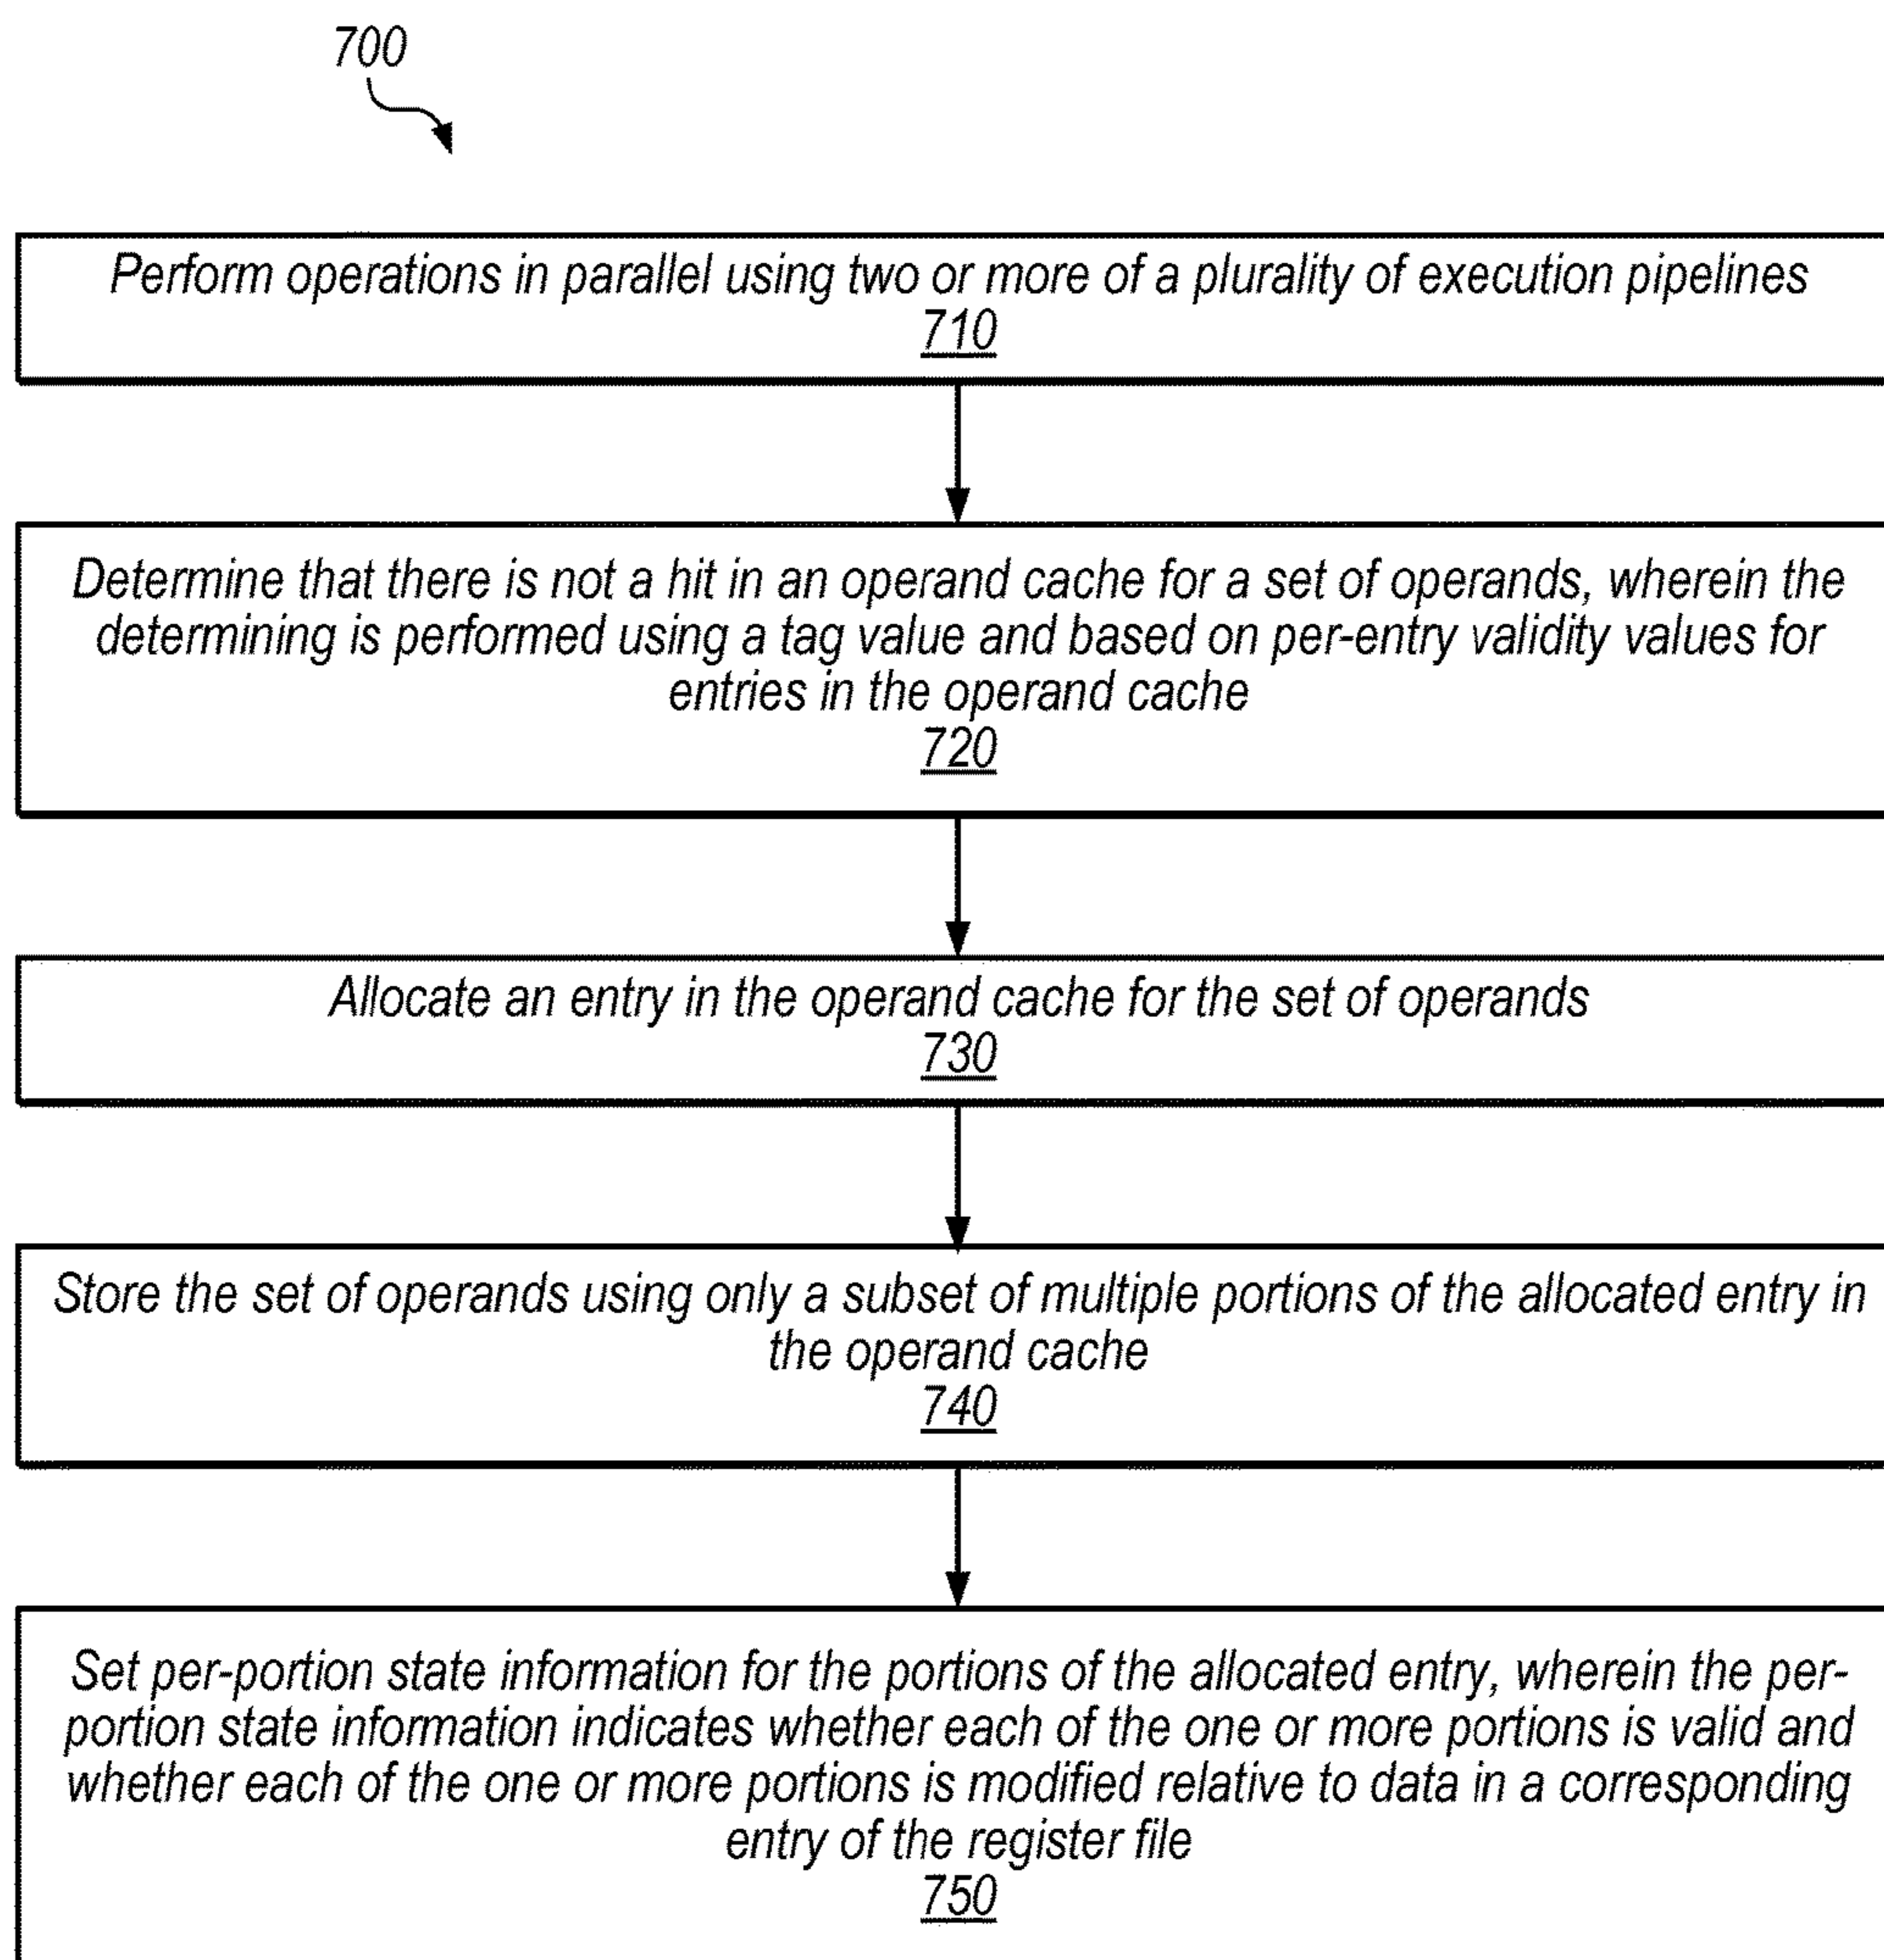 700
Perform operations in parallel using two or more of a plurality of execution pipelines
710
Determine that there is not a hit in an operand cache for a set of operands, wherein the
determining is performed using a tag value and based on per-entry validity values for
entries in the operand cache
720
Allocate an entry in the operand cache for the set of operands
730
Store the set of operands using only a subset of multiple portions of the allocated entry in
the operand cache
740
Set per-portion state information for the portions of the allocated entry, wherein the per-
portion state information indicates whether each of the one or more portions is valid and
whether each of the one or more portions is modified relative to data in a corresponding
entry of the register file
750